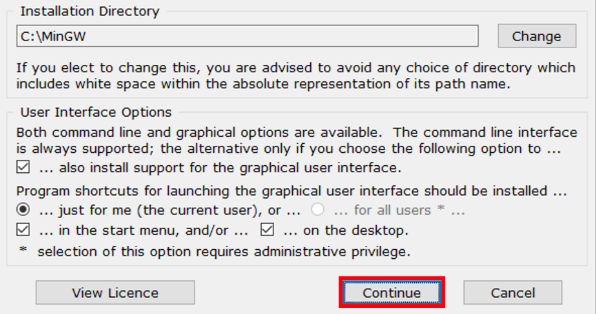 Installation Directory
C:\MinGW
Change
If you elect to change this, you are advised to avoid any choice of directory which
includes white space within the absolute representation of its path name.
User Interface Options
Both command line and graphical options are available.  The command line interface
is always supported; the alternative only if you choose the following option to ...
... also install support for the graphical user interface.
Program shortcuts for launching the graphical user interface should be installed ...
... just for me (the current user), or ... ... for all users * ...
... in the start menu, and/or ... ... on the desktop.
* selection of this option requires administrative privilege.
View Licence Continue Cancel